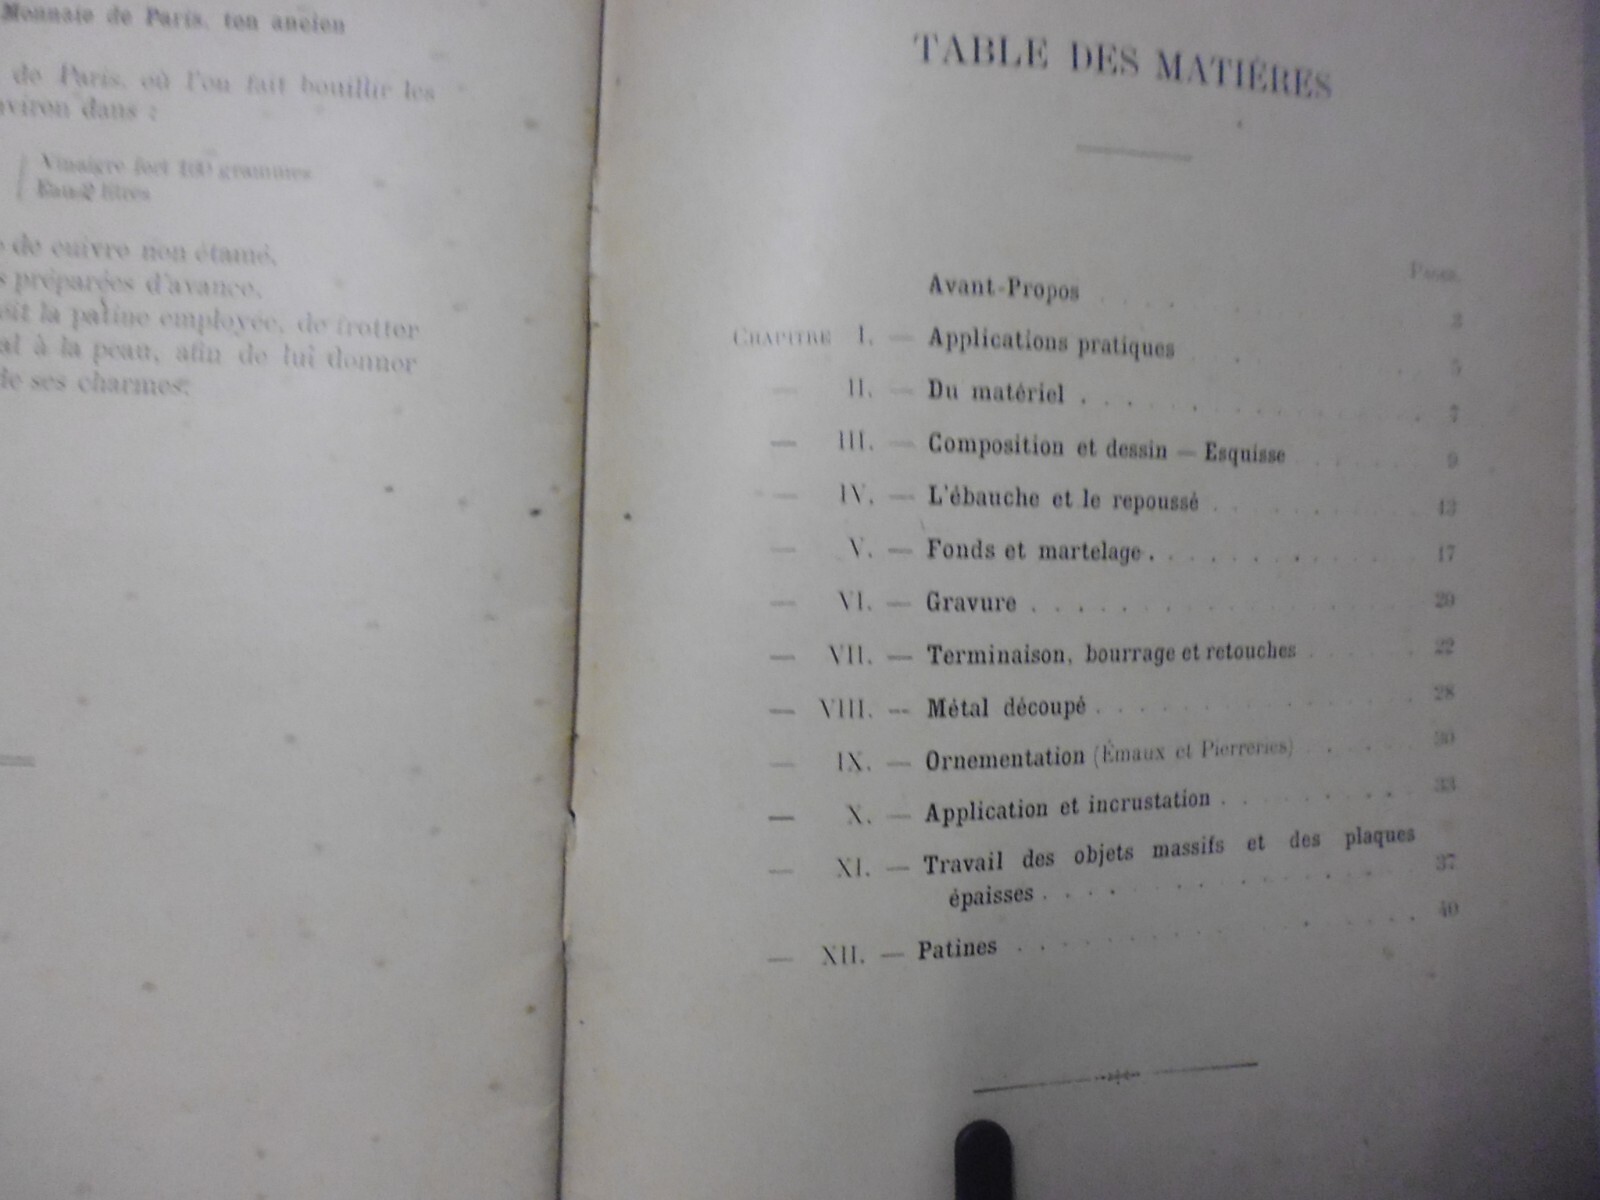 Monnaie de Paris, ton ancien
de Paris, où l'on fait bouillir les
environ dans :
Vinaigre fort 100 grammes
Eau 2 litres
de cuivre non étamé,
préparées d'avance,
soit la patine employée, de frotter
à la peau, afin de lui donner
de ses charmes.
TABLE DES MATIÈRES
Pages.
Avant-Propos . . . . 3
CHAPITRE I. — Applications pratiques . . . . 5
— II. — Du matériel . . . . 7
— III. — Composition et dessin — Esquisse . . . . 9
— IV. — L'ébauche et le repoussé . . . . 13
— V. — Fonds et martelage . . . . 17
— VI. — Gravure . . . . 20
— VII. — Terminaison, bourrage et retouches . . . . 22
— VIII. — Métal découpé . . . . 28
— IX. — Ornementation (Émaux et Pierreries) . . . . 30
— X. — Application et incrustation . . . . 33
— XI. — Travail des objets massifs et des plaques
épaisses . . . . 37
— XII. — Patines . . . . 40